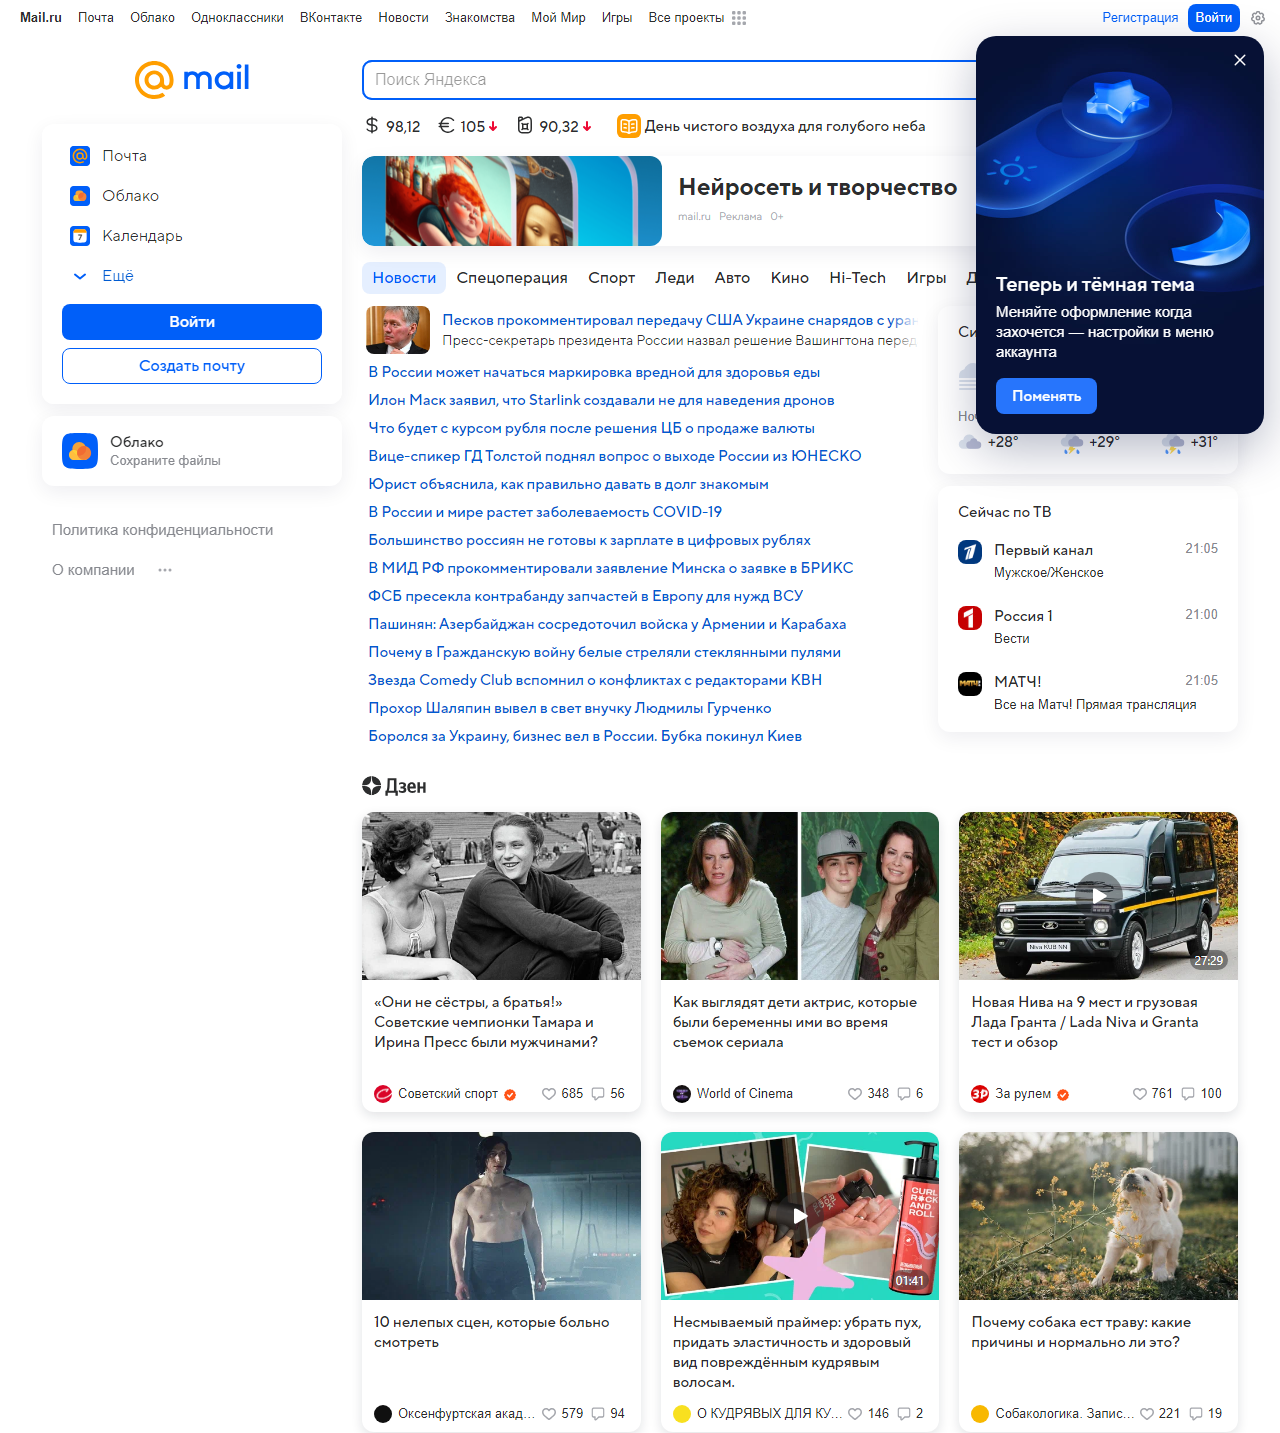 Mail.ru Почта Облако Одноклассники ВКонтакте Новости Знакомства Мой Мир Игры Все проекты Регистрация Войти
@ mail
Поиск Яндекса
$ 98,12 € 105 90,32 День чистого воздуха для голубого неба
Почта
Облако
7 Календарь
Ещё
Войти
Создать почту
Облако
Сохраните файлы
Политика конфиденциальности
О компании
Нейросеть и творчество
mail.ru Реклама 0+
Новости Спецоперация Спорт Леди Авто Кино Hi-Tech Игры
Песков прокомментировал передачу США Украине снарядов с уран
Пресс-секретарь президента России назвал решение Вашингтона перед
В России может начаться маркировка вредной для здоровья еды
Илон Маск заявил, что Starlink создавали не для наведения дронов
Что будет с курсом рубля после решения ЦБ о продаже валюты
Вице-спикер ГД Толстой поднял вопрос о выходе России из ЮНЕСКО
Юрист объяснила, как правильно давать в долг знакомым
В России и мире растет заболеваемость COVID-19
Большинство россиян не готовы к зарплате в цифровых рублях
В МИД РФ прокомментировали заявление Минска о заявке в БРИКС
ФСБ пресекла контрабанду запчастей в Европу для нужд ВСУ
Пашинян: Азербайджан сосредоточил войска у Армении и Карабаха
Почему в Гражданскую войну белые стреляли стеклянными пулями
Звезда Comedy Club вспомнил о конфликтах с редакторами КВН
Прохор Шаляпин вывел в свет внучку Людмилы Гурченко
Боролся за Украину, бизнес вел в России. Бубка покинул Киев
Теперь и тёмная тема
Меняйте оформление когда
захочется — настройки в меню
аккаунта
Поменять
+28° +29° +31°
Сейчас по ТВ
Первый канал 21:05
Мужское/Женское
Россия 1 21:00
Вести
МАТЧ! МАТЧ! 21:05
Все на Матч! Прямая трансляция
Дзен
«Они не сёстры, а братья!»
Советские чемпионки Тамара и
Ирина Пресс были мужчинами?
Советский спорт 685 56
Как выглядят дети актрис, которые
были беременны ими во время
съемок сериала
World of Cinema 348 6
Niva KUB NN
27:29
Новая Нива на 9 мест и грузовая
Лада Гранта / Lada Niva и Granta
тест и обзор
ЗР За рулем 761 100
10 нелепых сцен, которые больно
смотреть
Оксенфуртская акад... 579 94
CURL
ROCK
AND
ROLL
01:41
Несмываемый праймер: убрать пух,
придать эластичность и здоровый
вид повреждённым кудрявым
волосам.
О КУДРЯВЫХ ДЛЯ КУ... 146 2
Почему собака ест траву: какие
причины и нормально ли это?
Собакологика. Запис... 221 19